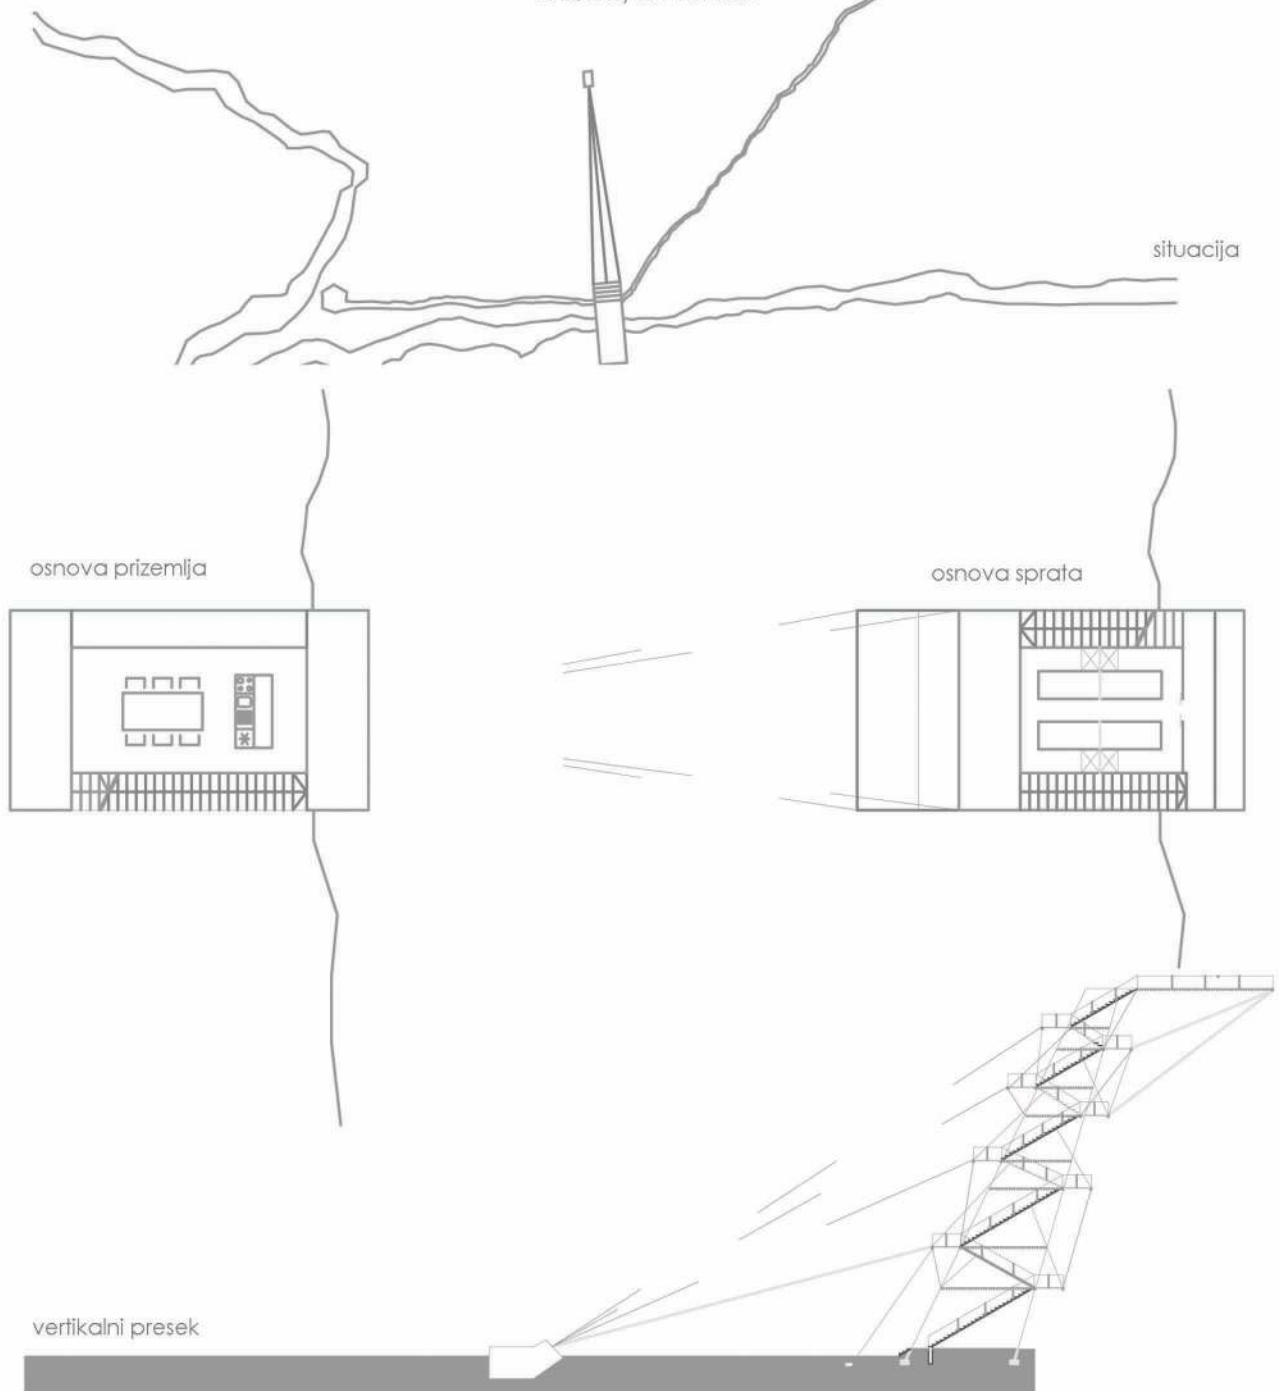 situacija
osnova prizemlja
osnova sprata
vertikalni presek